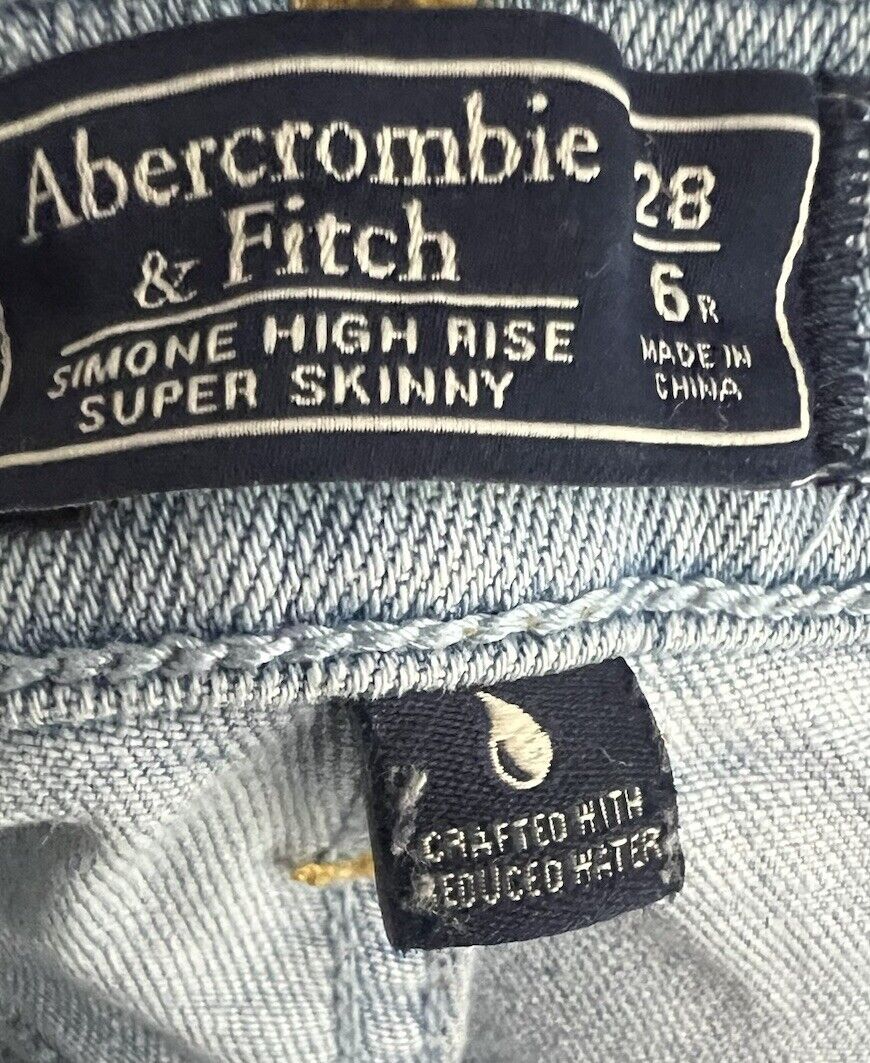 Abercrombie
& Fitch
SIMONE HIGH RISE
SUPER SKINNY
28
6R
MADE IN
CHINA
CRAFTED WITH
REDUCED WATER